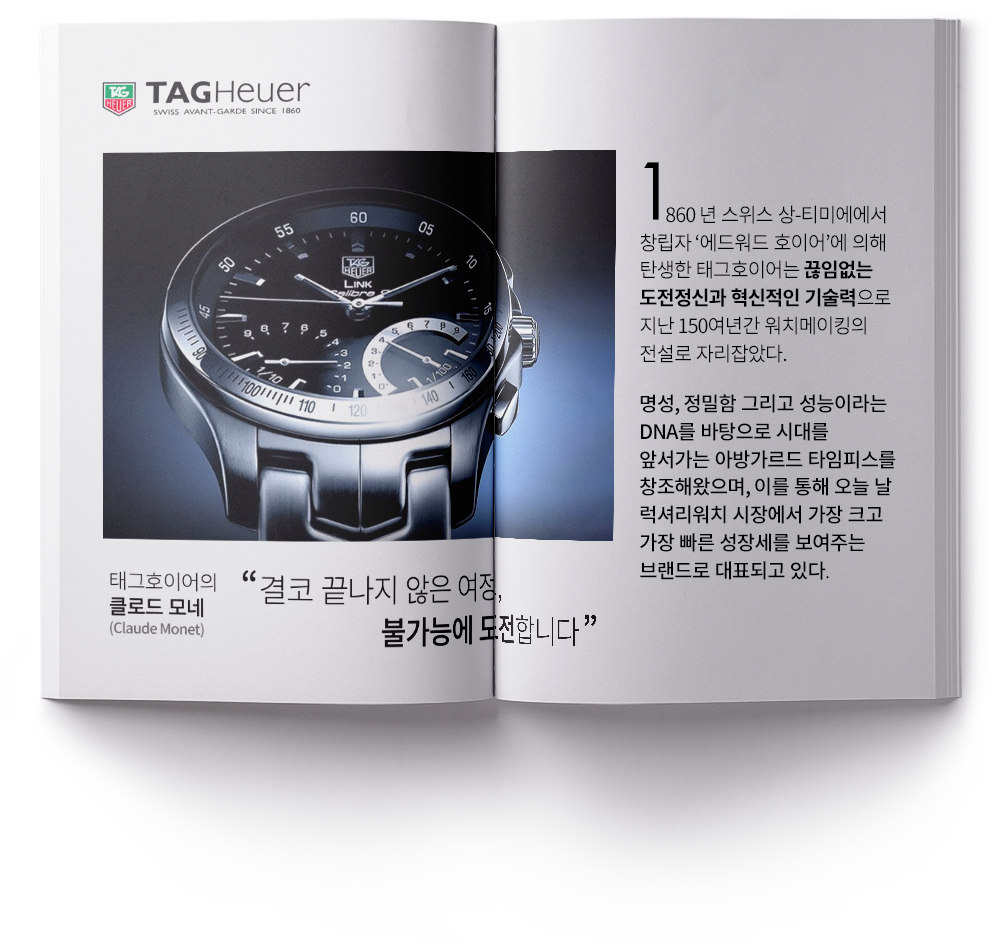 TAG
HEUER
TAGHeuer
SWISS AVANT-GARDE SINCE 1860
60
55
05
50
10
45
15
TAG
HEUER
LINK
Calibre S
9 8 7 6 5 4 3 2 1 0
1/10
0 1 2 3 4 5 6 7 8 9
1/100
90
100
110
120
140
160
200
1860 년 스위스 상-티미에에서
창립자 ‘에드워드 호이어’에 의해
탄생한 태그호이어는 끊임없는
도전정신과 혁신적인 기술력으로
지난 150여년간 워치메이킹의
전설로 자리잡았다.
명성, 정밀함 그리고 성능이라는
DNA를 바탕으로 시대를
앞서가는 아방가르드 타임피스를
창조해왔으며, 이를 통해 오늘 날
럭셔리워치 시장에서 가장 크고
가장 빠른 성장세를 보여주는
브랜드로 대표되고 있다.
태그호이어의
클로드 모네
(Claude Monet)
“ 결코 끝나지 않은 여정,
불가능에 도전합니다 ”